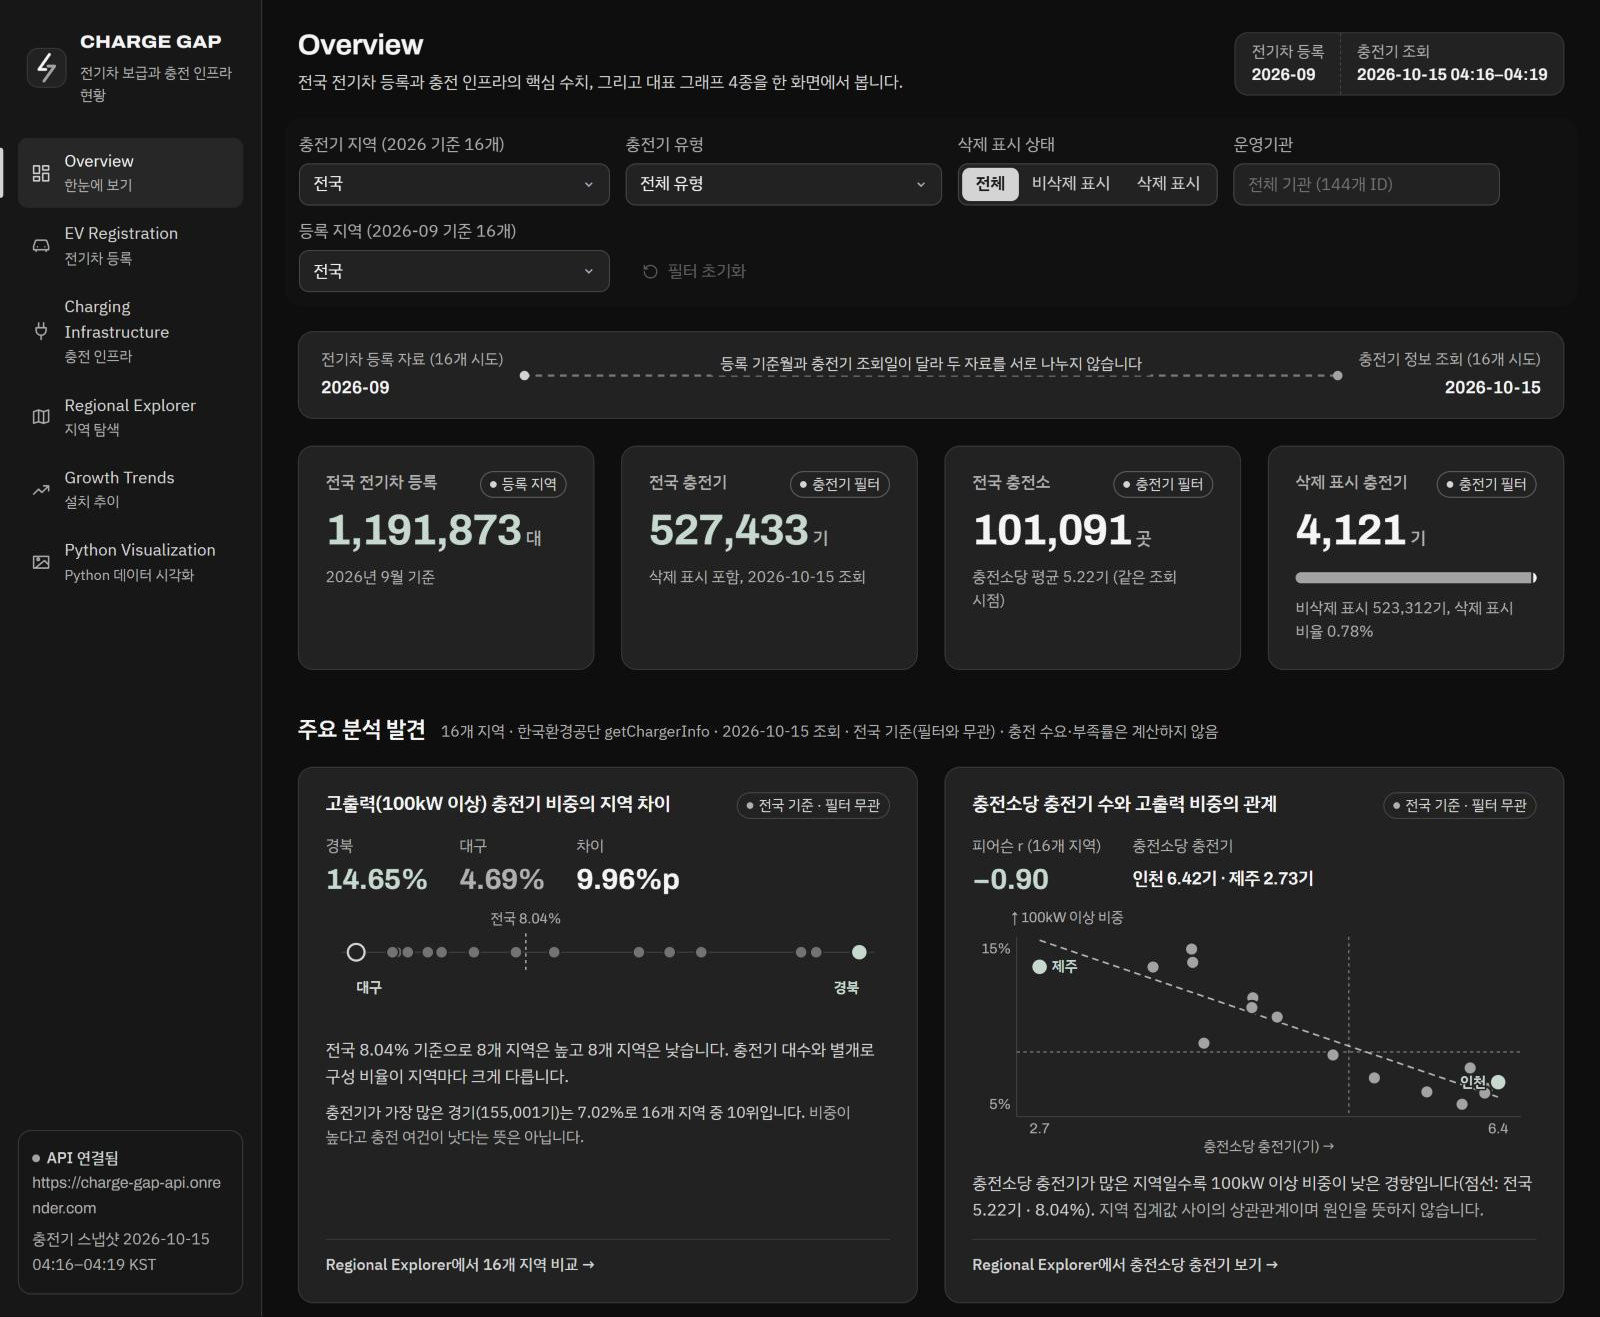 CHARGE GAP
전기차 보급과 충전 인프라
현황
Overview
한눈에 보기
EV Registration
전기차 등록
Charging
Infrastructure
충전 인프라
Regional Explorer
지역 탐색
Growth Trends
설치 추이
Python Visualization
Python 데이터 시각화
API 연결됨
https://charge-gap-api.onre
nder.com
충전기 스냅샷 2026-10-15
04:16–04:19 KST
Overview
전국 전기차 등록과 충전 인프라의 핵심 수치, 그리고 대표 그래프 4종을 한 화면에서 봅니다.
전기차 등록
2026-09
충전기 조회
2026-10-15 04:16–04:19
충전기 지역 (2026 기준 16개)
전국
충전기 유형
전체 유형
삭제 표시 상태
전체 비삭제 표시 삭제 표시
운영기관
전체 기관 (144개 ID)
등록 지역 (2026-09 기준 16개)
전국
필터 초기화
전기차 등록 자료 (16개 시도)
2026-09
등록 기준월과 충전기 조회일이 달라 두 자료를 서로 나누지 않습니다
충전기 정보 조회 (16개 시도)
2026-10-15
전국 전기차 등록
등록 지역
1,191,873 대
2026년 9월 기준
전국 충전기
충전기 필터
527,433 기
삭제 표시 포함, 2026-10-15 조회
전국 충전소
충전기 필터
101,091 곳
충전소당 평균 5.22기 (같은 조회
시점)
삭제 표시 충전기
충전기 필터
4,121 기
비삭제 표시 523,312기, 삭제 표시
비율 0.78%
주요 분석 발견
16개 지역 · 한국환경공단 getChargerInfo · 2026-10-15 조회 · 전국 기준(필터와 무관) · 충전 수요·부족률은 계산하지 않음
고출력(100kW 이상) 충전기 비중의 지역 차이
전국 기준 · 필터 무관
경북
14.65%
대구
4.69%
차이
9.96%p
전국 8.04%
대구
경북
전국 8.04% 기준으로 8개 지역은 높고 8개 지역은 낮습니다. 충전기 대수와 별개로
구성 비율이 지역마다 크게 다릅니다.
충전기가 가장 많은 경기(155,001기)는 7.02%로 16개 지역 중 10위입니다. 비중이
높다고 충전 여건이 낫다는 뜻은 아닙니다.
Regional Explorer에서 16개 지역 비교 →
충전소당 충전기 수와 고출력 비중의 관계
전국 기준 · 필터 무관
피어슨 r (16개 지역)
−0.90
충전소당 충전기
인천 6.42기 · 제주 2.73기
↑ 100kW 이상 비중
15%
제주
인천
5%
2.7
6.4
충전소당 충전기(기) →
충전소당 충전기가 많은 지역일수록 100kW 이상 비중이 낮은 경향입니다(점선: 전국
5.22기 · 8.04%). 지역 집계값 사이의 상관관계이며 원인을 뜻하지 않습니다.
Regional Explorer에서 충전소당 충전기 보기 →